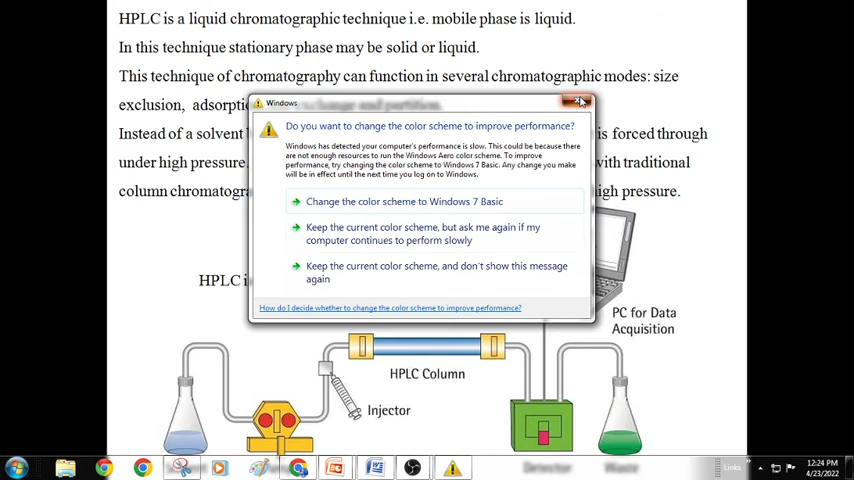 HPLC is a liquid chromatographic technique i.e. mobile phase is liquid.
In this technique stationary phase may be solid or liquid.
This technique of chromatography can function in several chromatographic modes: size
exclusion, adsorptio exchange and partition.
Windows
Do you want to change the color scheme to improve performance?
Windows has detected your computer's performance is slow. This could be because there
are not enough resources to run the Windows Aero color scheme. To improve
performance, try changing the color scheme to Windows 7 Basic. Any change you make
will be in effect until the next time you log on to Windows.
Change the color scheme to Windows 7 Basic
Keep the current color scheme, but ask me again if my
computer continues to perform slowly
Keep the current color scheme, and don't show this message
again
How do I decide whether to change the color scheme to improve performance?
Instead of a solvent is forced through
under high pressure. with traditional
column chromatogra high pressure.
HPLC i
PC for Data
Acquisition
HPLC Column
Injector
Detector
Waste
Links
12:24 PM
4/23/2022